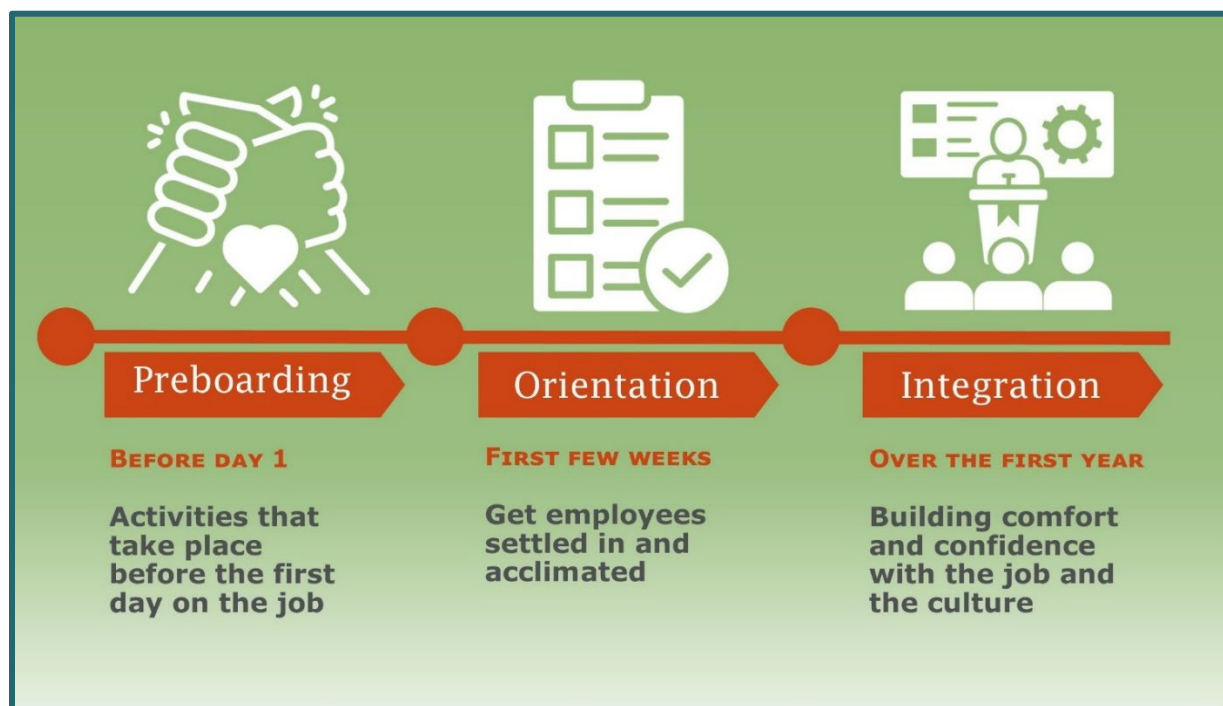 Preboarding
BEFORE DAY 1
Activities that
take place
before the first
day on the job
Orientation
FIRST FEW WEEKS
Get employees
settled in and
acclimated
Integration
OVER THE FIRST YEAR
Building comfort
and confidence
with the job and
the culture